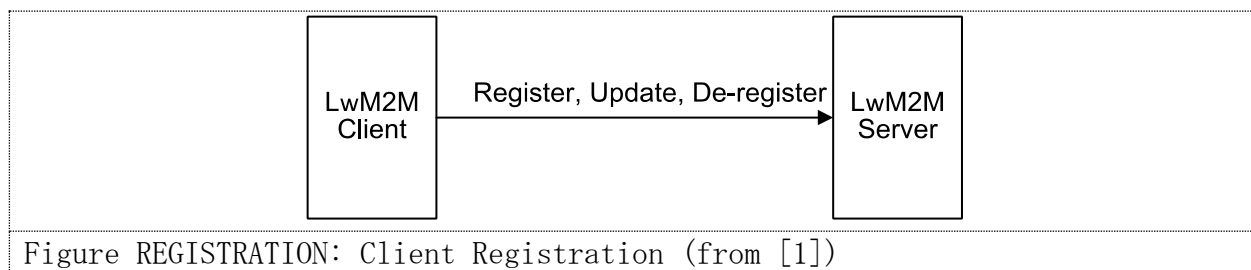 LwM2M
Client
Register, Update, De-register
LwM2M
Server
Figure REGISTRATION: Client Registration (from [1])